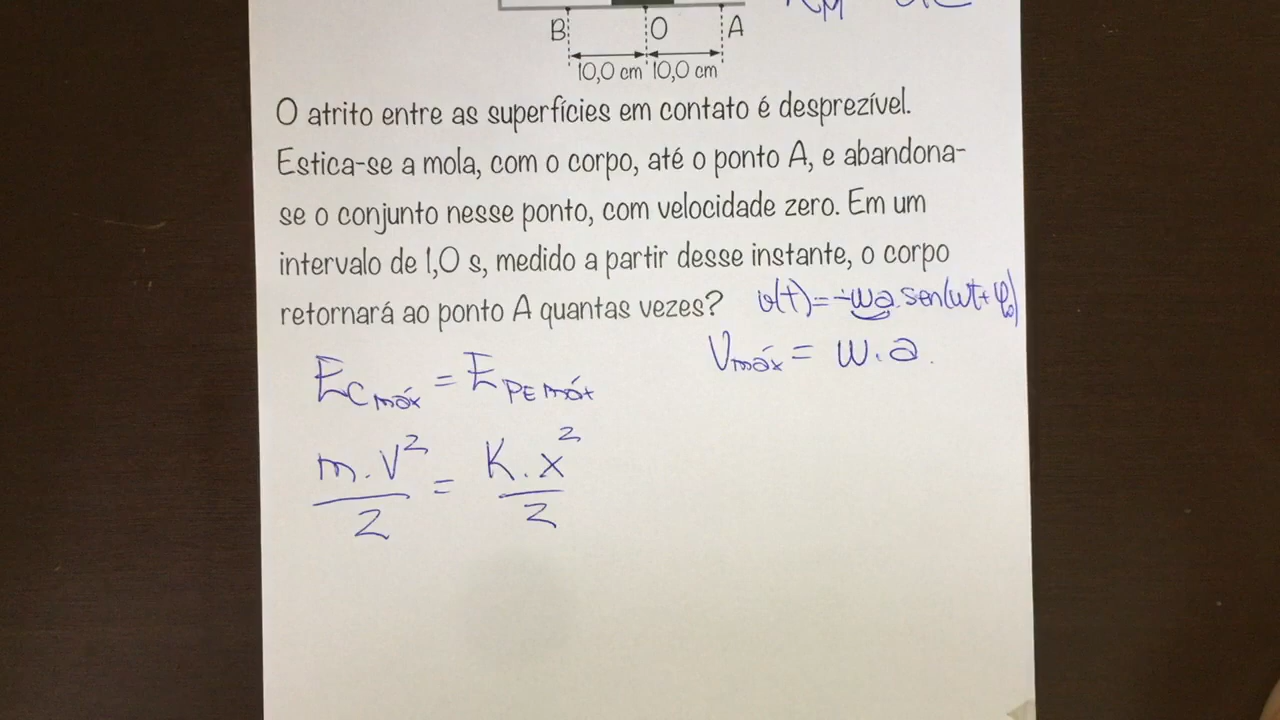 B O A
10,0 cm 10,0 cm
O atrito entre as superfícies em contato é desprezível.
Estica-se a mola, com o corpo, até o ponto A, e abandona-
se o conjunto nesse ponto, com velocidade zero. Em um
intervalo de 1,0 s, medido a partir desse instante, o corpo
retornará ao ponto A quantas vezes?
v(t)=-wa.sen(wt+φ₀)
Vmáx = w.a.
ECmáx = EPEmáx
m.V²/2 = K.x²/2